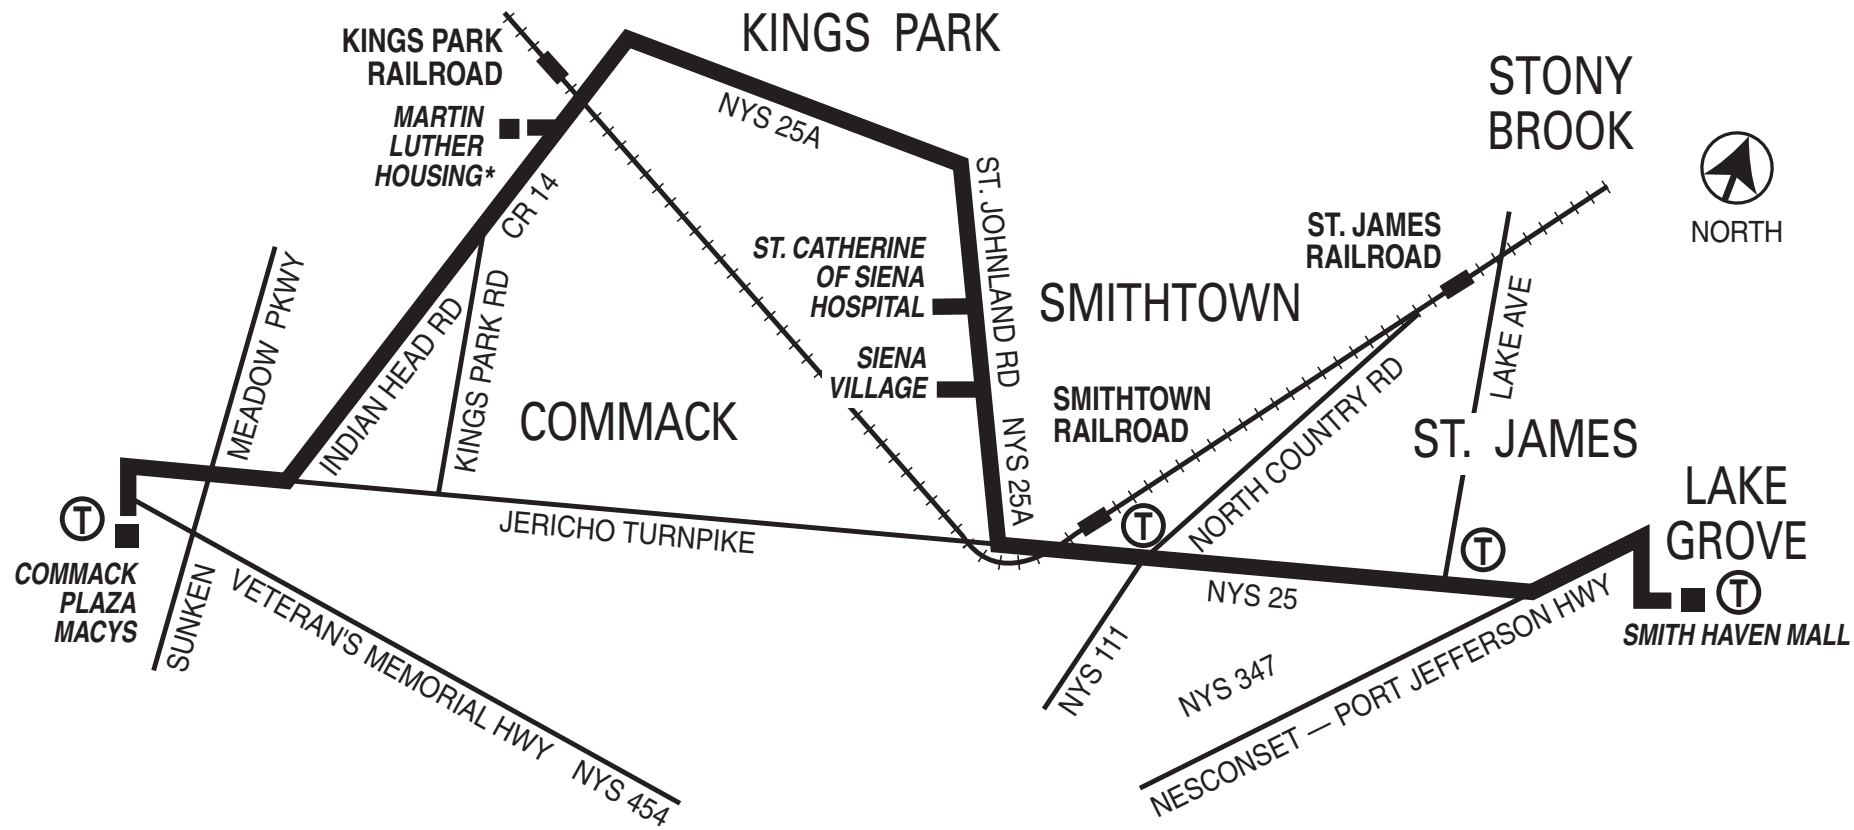 KINGS PARK
KINGS PARK
RAILROAD
MARTIN
LUTHER
HOUSING*
NYS 25A
STONY
BROOK
NORTH
CR 14
ST. JOHNLAND RD
NYS 25A
ST. CATHERINE
OF SIENA
HOSPITAL
SMITHTOWN
ST. JAMES
RAILROAD
LAKE AVE
MEADOW PKWY
SUNKEN
INDIAN HEAD RD
KINGS PARK RD
SIENA
VILLAGE
COMMACK
SMITHTOWN
RAILROAD
NORTH COUNTRY RD
ST. JAMES
LAKE
GROVE
T
COMMACK
PLAZA
MACYS
JERICHO TURNPIKE
T
T
T
SMITH HAVEN MALL
NYS 25
VETERAN'S MEMORIAL HWY NYS 454
NYS 111
NYS 347
NESCONSET — PORT JEFFERSON HWY